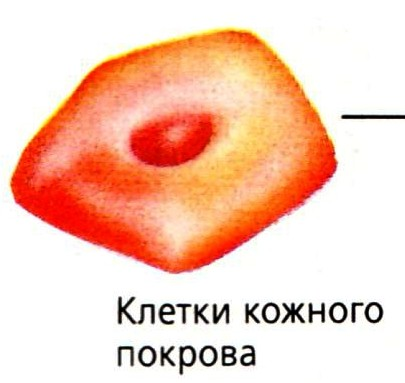 Клетки кожного
покрова